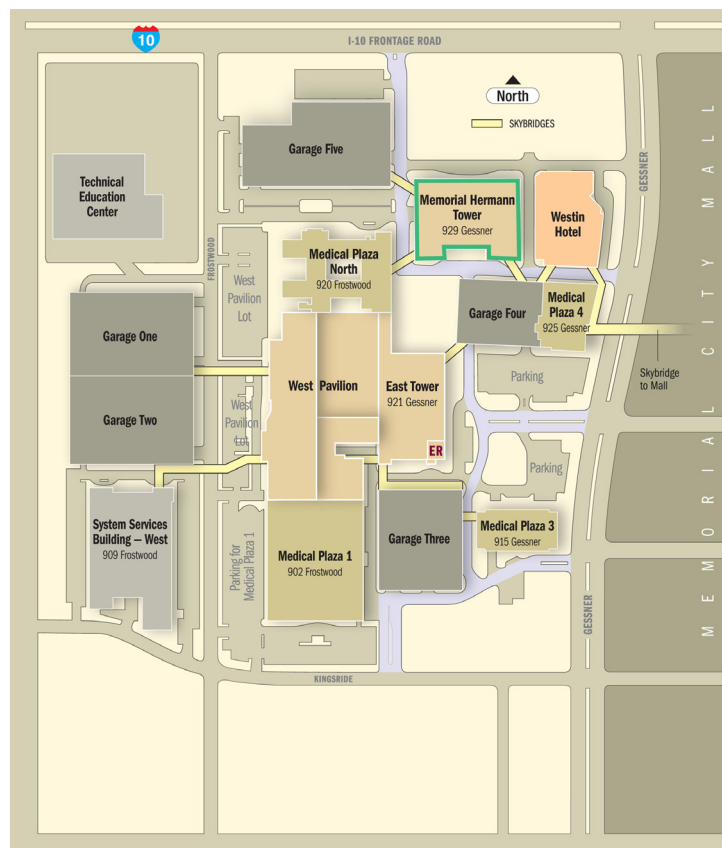 10
I-10 FRONTAGE ROAD
North
SKYBRIDGES
Garage Five
Technical
Education
Center
Memorial Hermann
Tower
929 Gessner
Westin
Hotel
GESSNER
MEMORIAL CITY MALL
FROSTWOOD
Medical Plaza
North
920 Frostwood
West
Pavilion
Lot
Garage One
Garage Four
Medical
Plaza 4
925 Gessner
Skybridge
to Mall
West Pavilion
East Tower
921 Gessner
Parking
Garage Two
West
Pavilion
Lot
ER
Parking
System Services
Building – West
909 Frostwood
Parking for
Medical Plaza 1
Medical Plaza 1
902 Frostwood
Garage Three
Medical Plaza 3
915 Gessner
GESSNER
KINGSRIDE